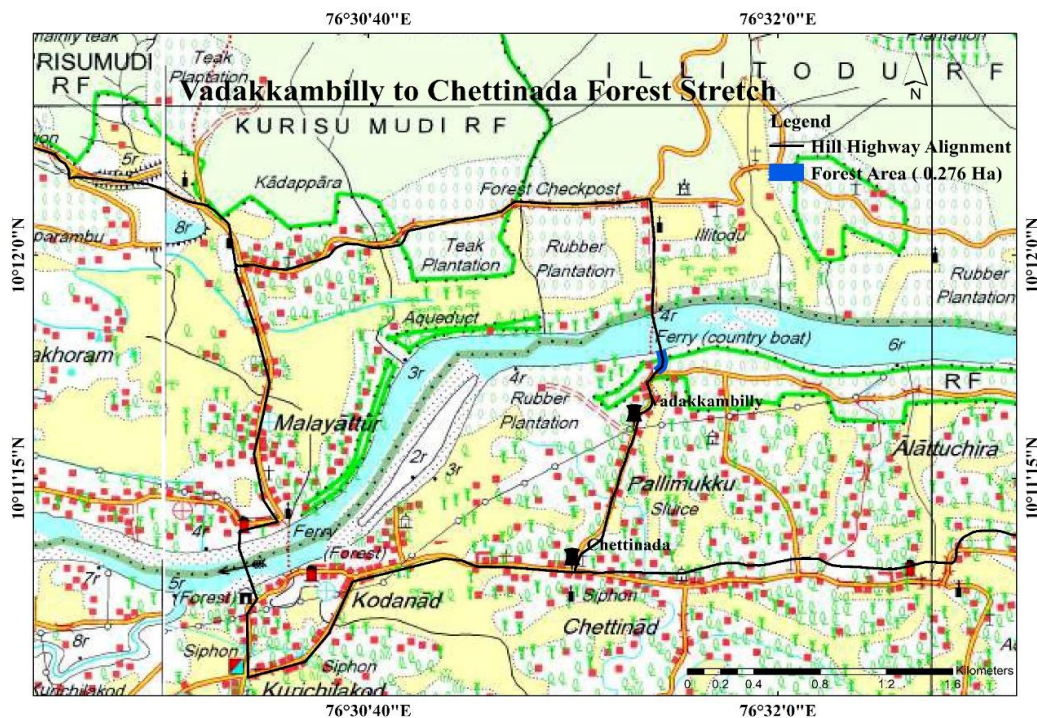 76°30'40"E
76°32'0"E
Teak
Plantation
RISUMUDI
RF
ILLITODU RF
Vadakkambilly to Chettinada Forest Stretch
N
KURISU MUDI RF
Legend
Hill Highway Alignment
Forest Area ( 0.276 Ha)
5r
Kādappāra
Forest Checkpost
8r
parambu
Teak
Plantation
Rubber
Plantation
Illitodu
Rubber
Plantation
10°12'0"N
10°12'0"N
Aqueduct
4r
Ferry (country boat)
6r
akhoram
3r
4r
RF
Rubber
Plantation
Vadakkambilly
Malayāttūr
Ālāttuchira
2r
3r
Pallimukku
Sluice
10°11'15"N
10°11'15"N
4r
Ferry
(Forest)
Chettinada
7r
5r
(Forest)
Kodanād
Siphon
Chettinād
8r
Siphon
Siphon
Kurichilakod
Kurichilakod
Kilometers
0 0.2 0.4 0.8 1.2 1.6
76°30'40"E
76°32'0"E